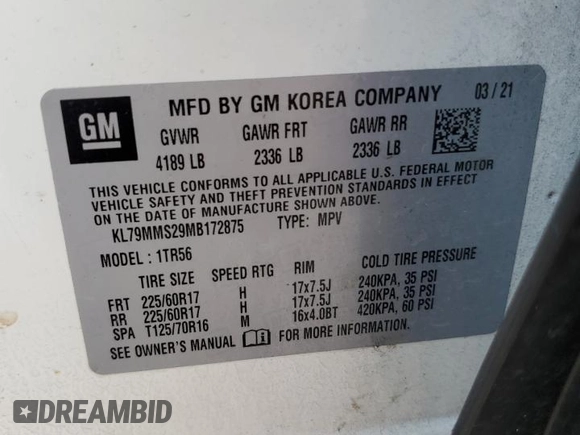 GM
MFD BY GM KOREA COMPANY 03/21
GVWR GAWR FRT GAWR RR
4189 LB 2336 LB 2336 LB
THIS VEHICLE CONFORMS TO ALL APPLICABLE U.S. FEDERAL MOTOR
VEHICLE SAFETY AND THEFT PREVENTION STANDARDS IN EFFECT
ON THE DATE OF MANUFACTURE SHOWN ABOVE.
KL79MMS29MB172875 TYPE: MPV
MODEL : 1TR56
TIRE SIZE SPEED RTG RIM COLD TIRE PRESSURE
FRT 225/60R17 H 17x7.5J 240KPA, 35 PSI
RR 225/60R17 H 17x7.5J 240KPA, 35 PSI
SPA T125/70R16 M 16x4.0BT 420KPA, 60 PSI
SEE OWNER'S MANUAL FOR MORE INFORMATION.
DREAMBID